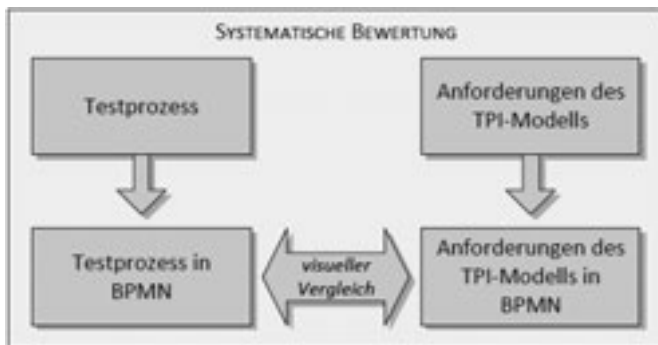 SYSTEMATISCHE BEWERTUNG
Testprozess
Anforderungen des
TPI-Modells
Testprozess in
BPMN
visueller
Vergleich
Anforderungen des
TPI-Modells in
BPMN